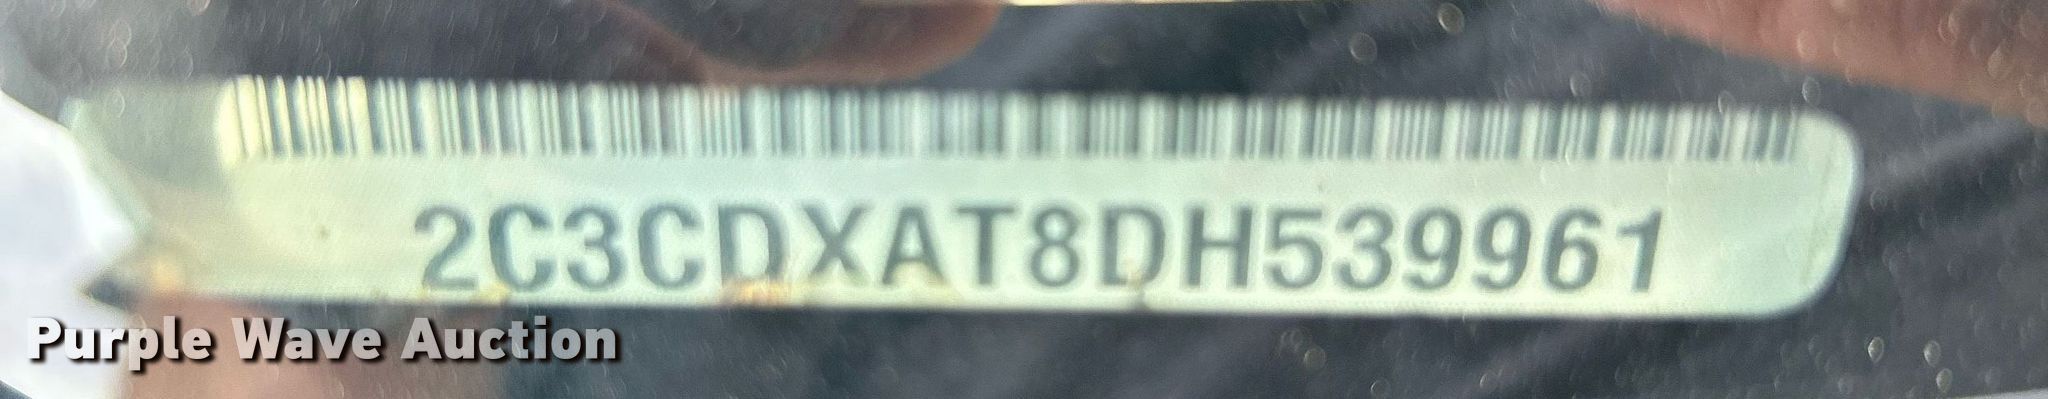 2C3CDXAT8DH539961
Purple Wave Auction